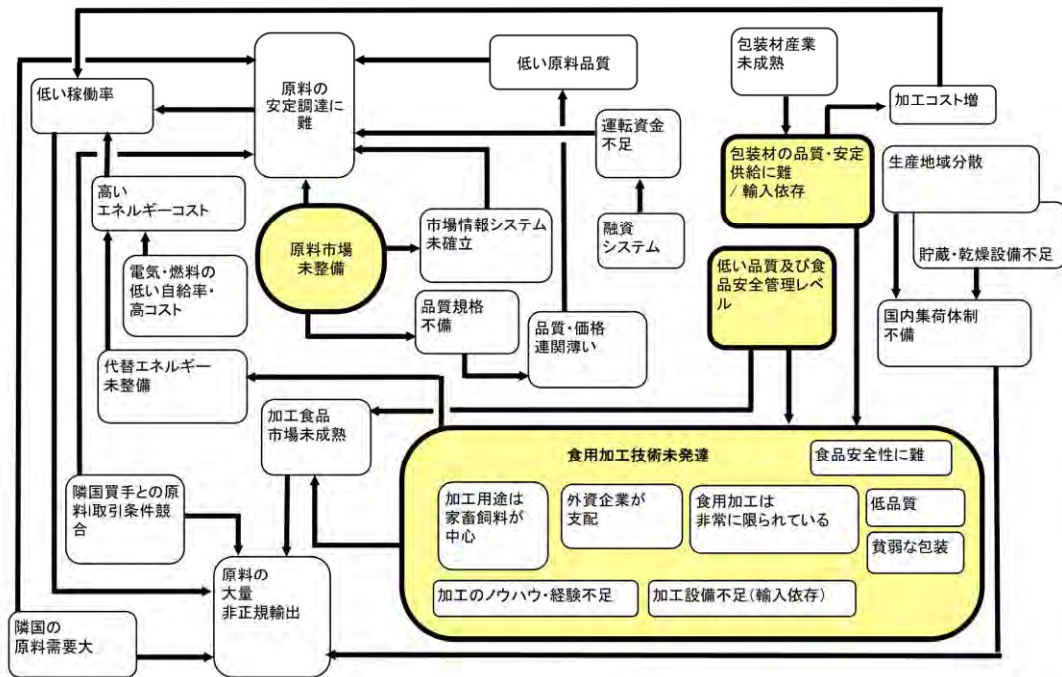 低い稼働率
原料の
安定調達に
難
低い原料品質
包装材産業
未成熟
加工コスト増
運転資金
不足
包装材の品質・安定
供給に難
/ 輸入依存
生産地域分散
高い
エネルギーコスト
原料市場
未整備
市場情報システム
未確立
融資
システム
貯蔵・乾燥設備不足
電気・燃料の
低い自給率・
高コスト
低い品質及び食
品安全管理レ
ベル
品質規格
不備
品質・価格
連関薄い
国内集荷体制
不備
代替エネルギー
未整備
加工食品
市場未成熟
食用加工技術未発達
食品安全性に難
加工用途は
家畜飼料が
中心
外資企業が
支配
食用加工は
非常に限られている
低品質
貧弱な包装
加工のノウハウ・経験不足
加工設備不足(輸入依存)
隣国買手との原
料取引条件競
合
原料の
大量
非正規輸出
隣国の
原料需要大